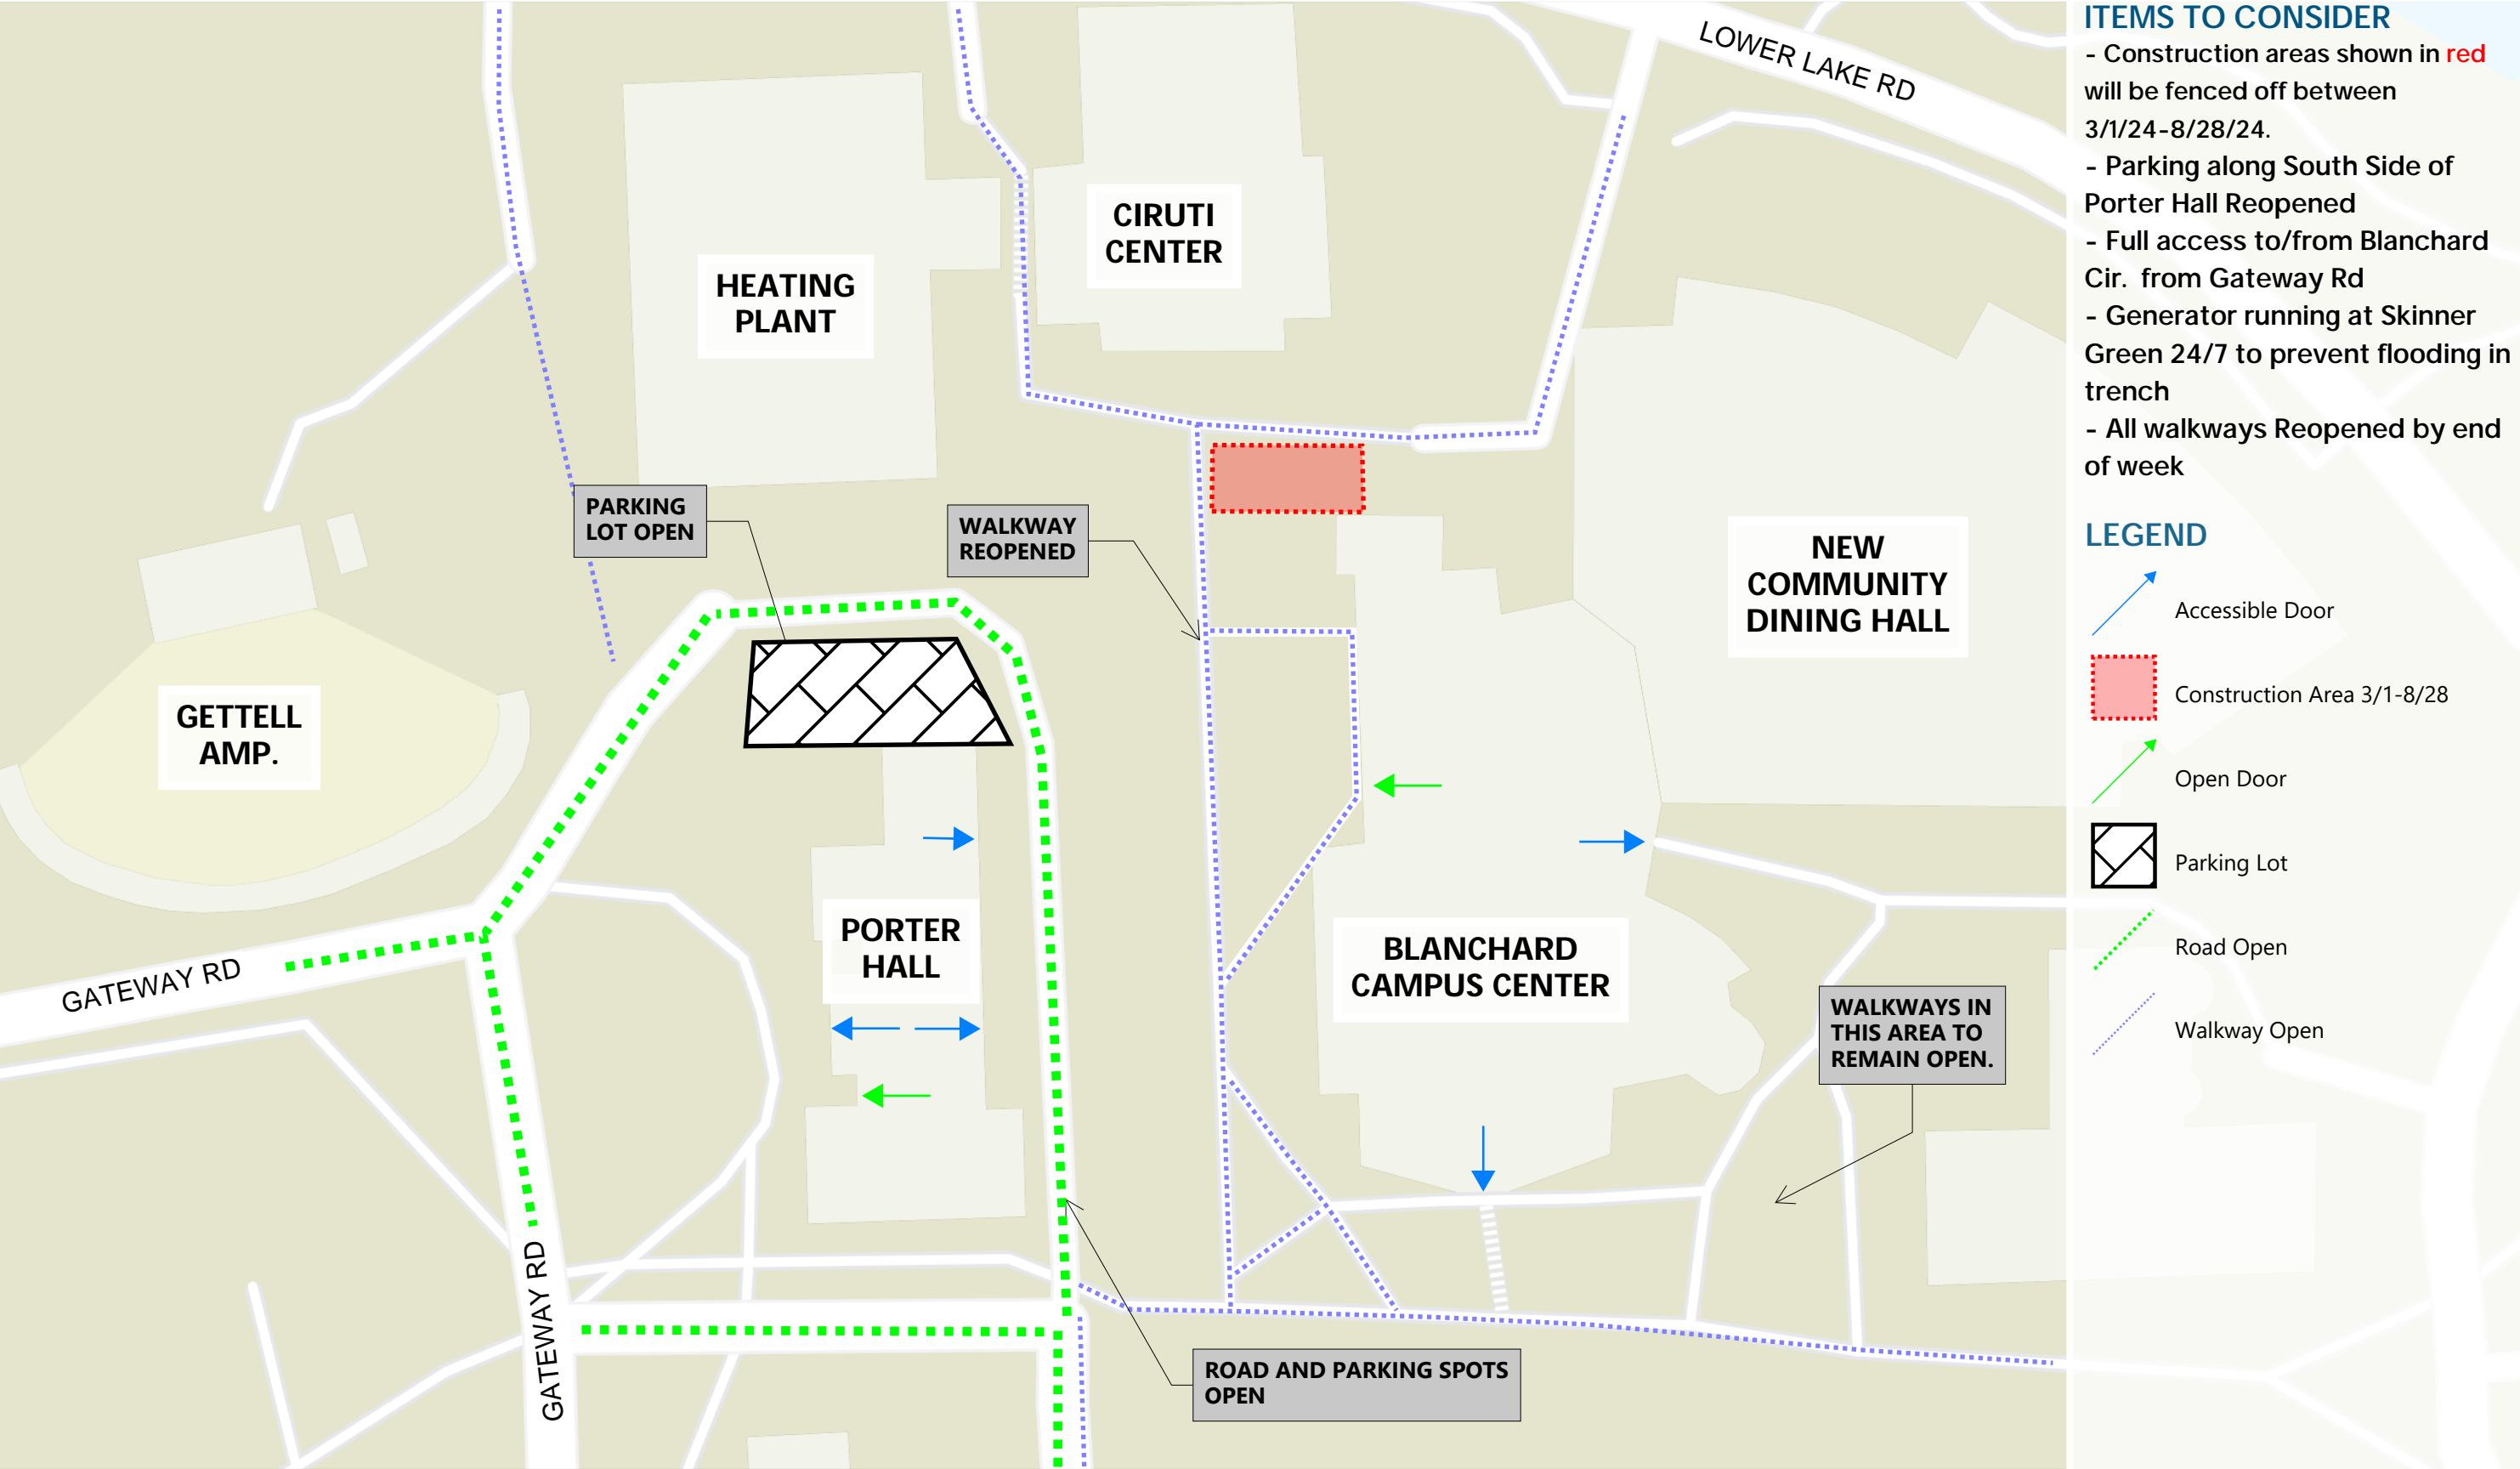 LOWER LAKE RD
CIRUTI
CENTER
HEATING
PLANT
PARKING
LOT OPEN
WALKWAY
REOPENED
NEW
COMMUNITY
DINING HALL
GETTELL
AMP.
PORTER
HALL
BLANCHARD
CAMPUS CENTER
GATEWAY RD
WALKWAYS IN
THIS AREA TO
REMAIN OPEN.
GATEWAY RD
ROAD AND PARKING SPOTS
OPEN
ITEMS TO CONSIDER
- Construction areas shown in red
will be fenced off between
3/1/24-8/28/24.
- Parking along South Side of
Porter Hall Reopened
- Full access to/from Blanchard
Cir. from Gateway Rd
- Generator running at Skinner
Green 24/7 to prevent flooding in
trench
- All walkways Reopened by end
of week
LEGEND
Accessible Door
Construction Area 3/1-8/28
Open Door
Parking Lot
Road Open
Walkway Open